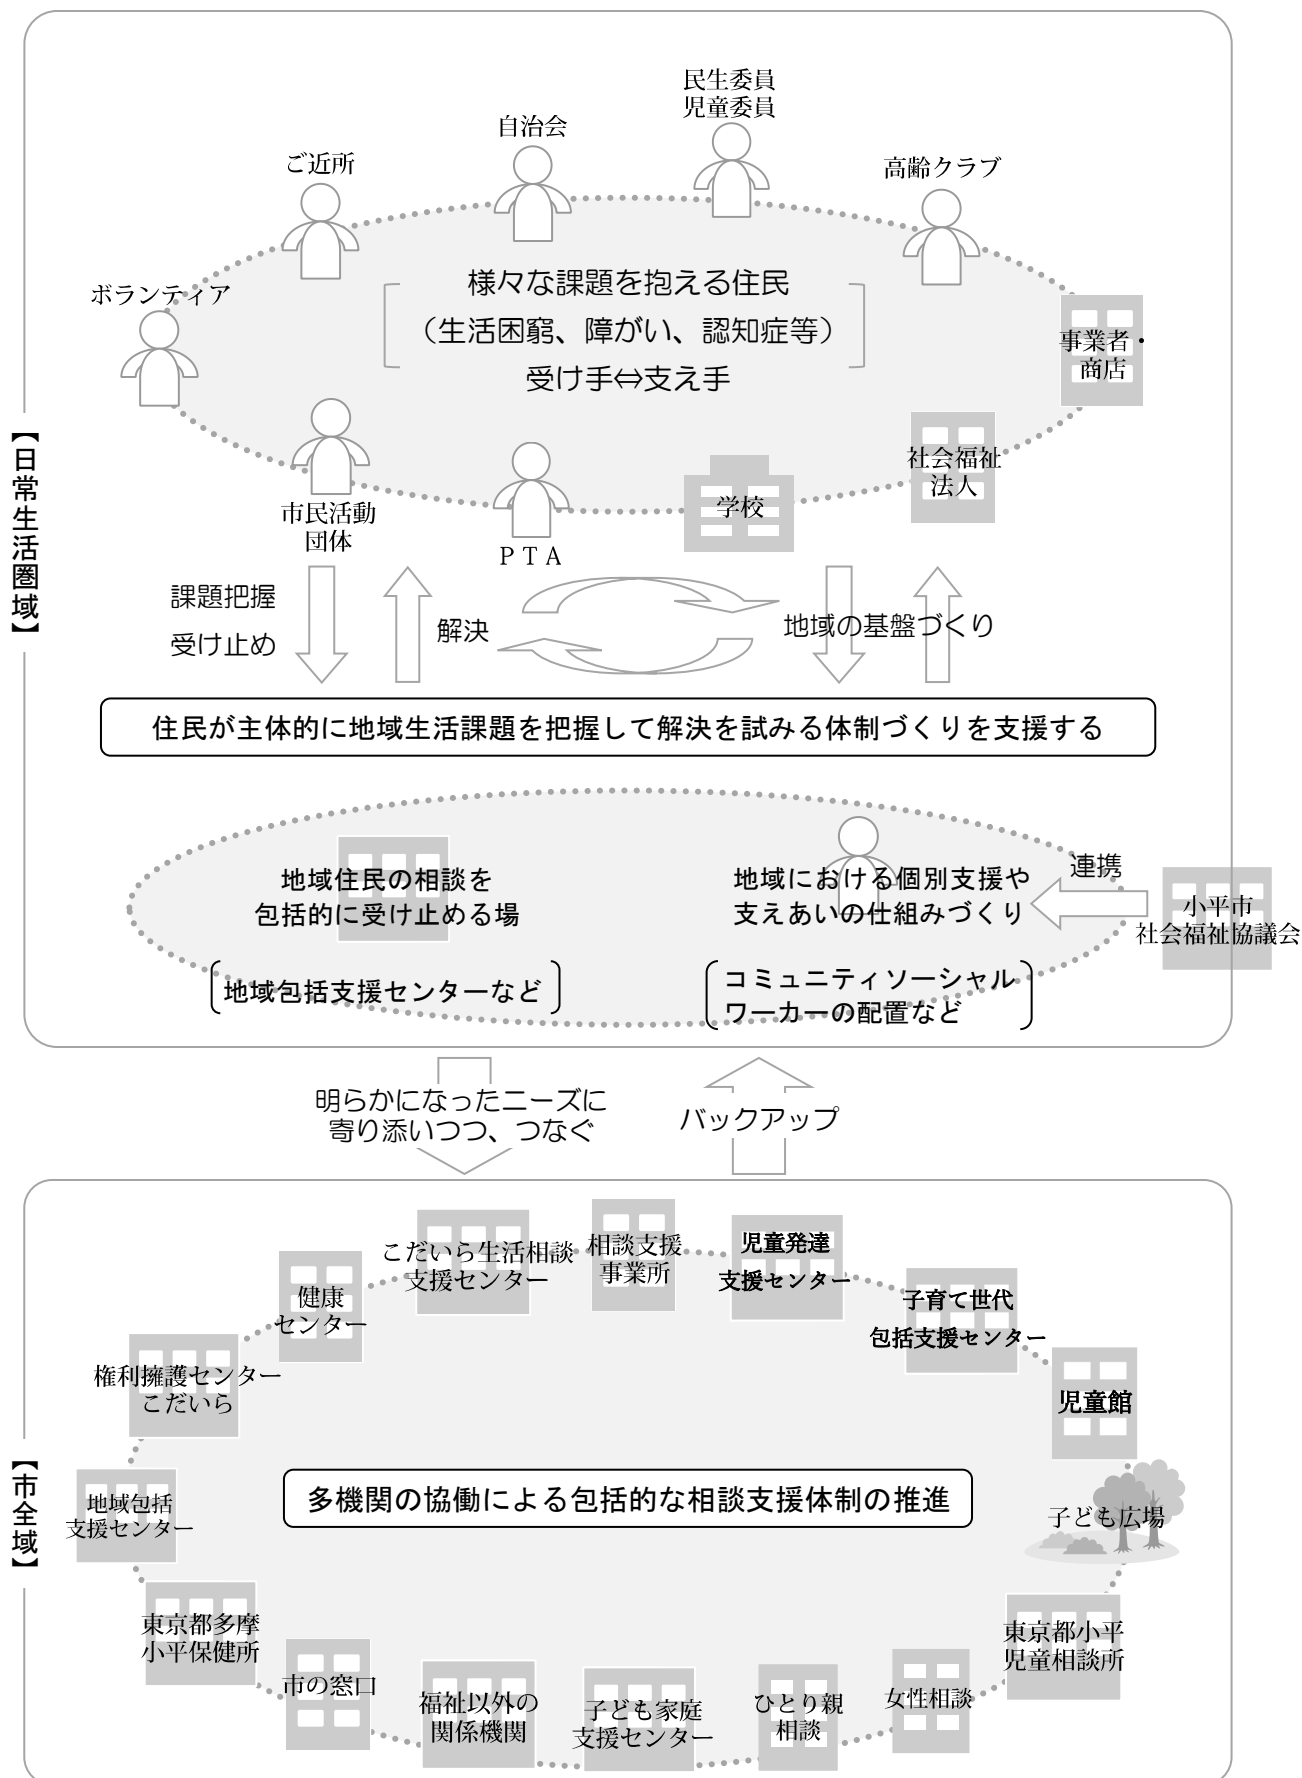 民生委員
児童委員
自治会
ご近所
高齢クラブ
ボランティア
様々な課題を抱える住民
（生活困窮、障がい、認知症等）
受け手⇔支え手
事業者・
商店
社会福祉
法人
学校
市民活動
団体
ＰＴＡ
【日常生活圏域】
課題把握
受け止め
解決
地域の基盤づくり
住民が主体的に地域生活課題を把握して解決を試みる体制づくりを支援する
地域住民の相談を
包括的に受け止める場
地域包括支援センターなど
地域における個別支援や
支えあいの仕組みづくり
コミュニティソーシャル
ワーカーの配置など
連携
小平市
社会福祉協議会
明らかになったニーズに
寄り添いつつ、つなぐ
バックアップ
こだいら生活相談
支援センター
相談支援
事業所
児童発達
支援センター
子育て世代
包括支援センター
健康
センター
権利擁護センター
こだいら
児童館
【市全域】
多機関の協働による包括的な相談支援体制の推進
地域包括
支援センター
子ども広場
東京都多摩
小平保健所
東京都小平
児童相談所
市の窓口
福祉以外の
関係機関
子ども家庭
支援センター
ひとり親
相談
女性相談